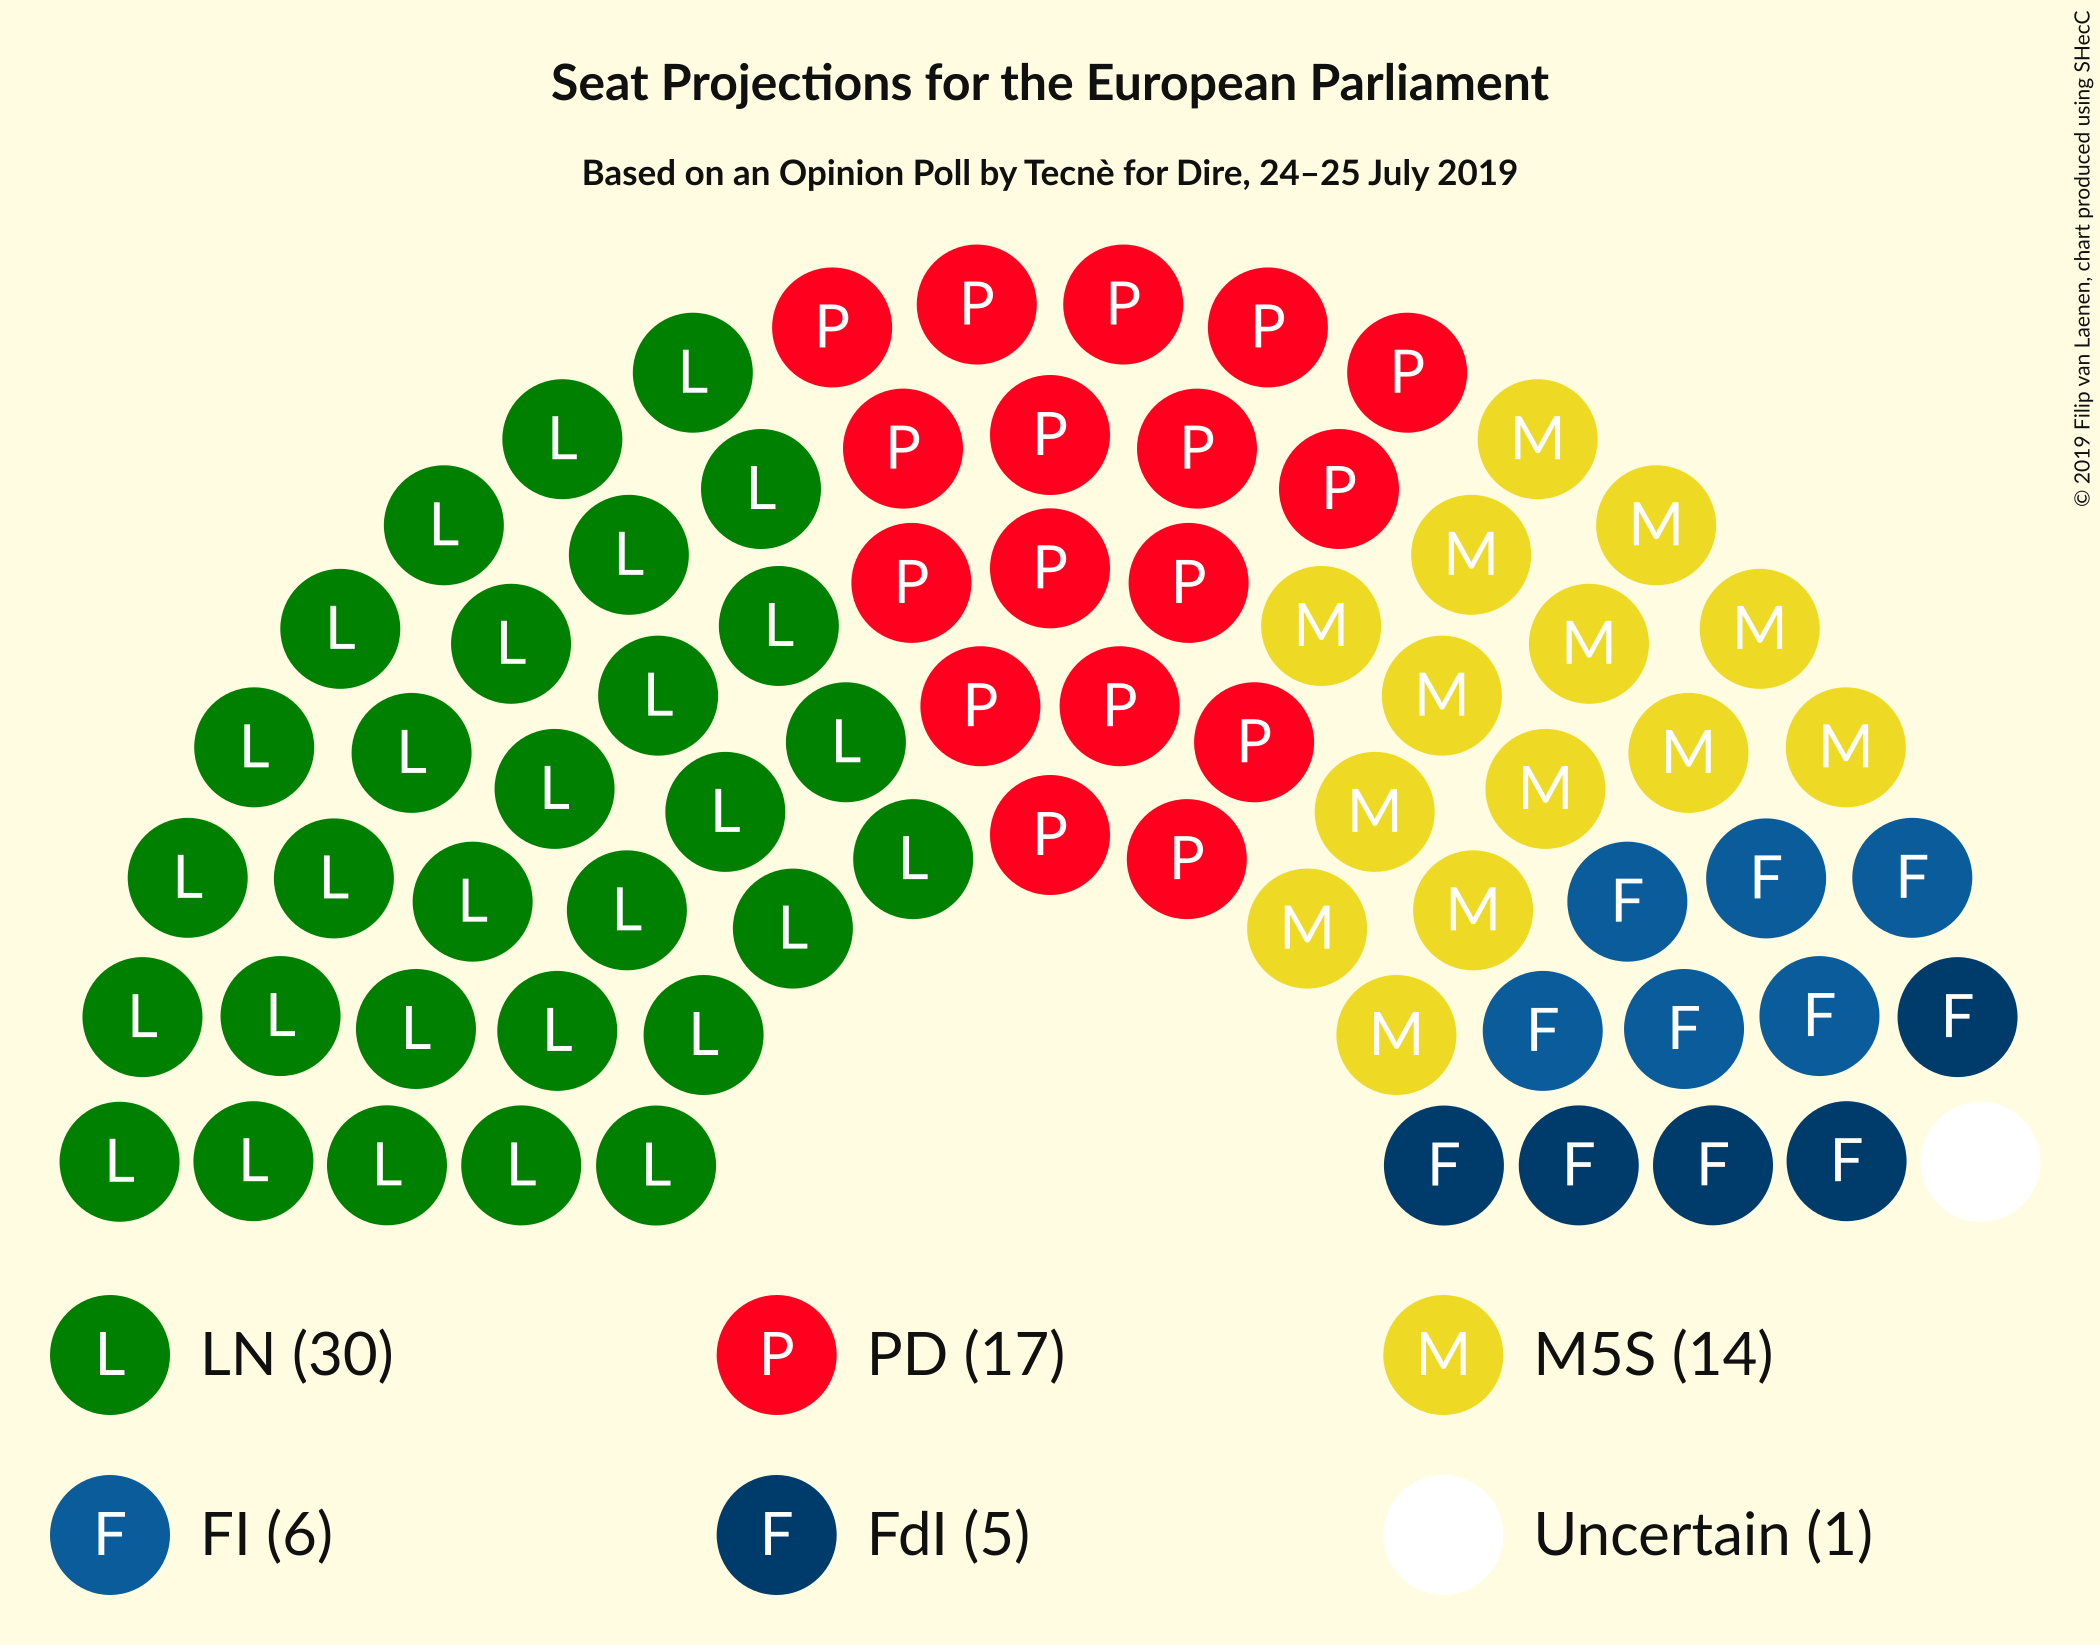 Seat Projections for the European Parliament
Based on an Opinion Poll by Tecnè for Dire, 24–25 July 2019
© 2019 Filip van Laenen, chart produced using SHecC
P P P P
L P
L P P P M
L P
L L M M
L P P P M
L M
L L M M
L P P M
L L P M
L L M M
L P M
L L P M
L L F F F
L L M F
L L M
L L L L F F F F
L L M
L L L L L F F F F
L LN (30)
P PD (17)
M M5S (14)
F FI (6)
F FdI (5)
Uncertain (1)